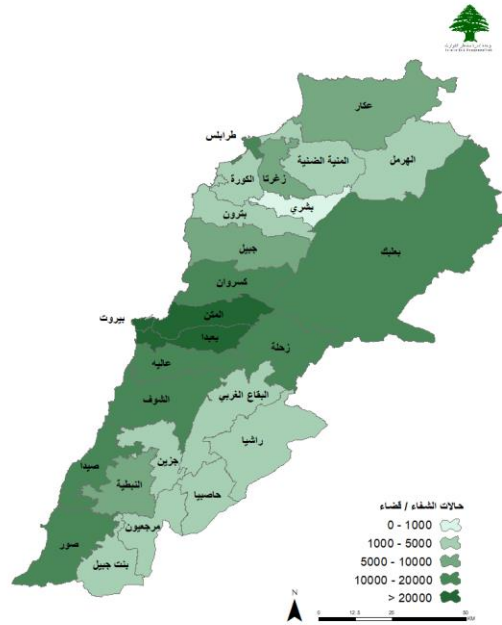 عكار
طرابلس
المنية الضنية
الهرمل
زغرتا
الكورة
بشري
بترون
بعلبك
جبيل
كسروان
المتن
بيروت
بعبدا
زحلة
عاليه
البقاع الغربي
الشوف
راشيا
جزين
صيدا
النبطية
حاصبيا
مرجعيون
صور
بنت جبيل
حالات الشفاء / قضاء
0 - 1000
1000 - 5000
5000 - 10000
10000 - 20000
> 20000
N
0
30